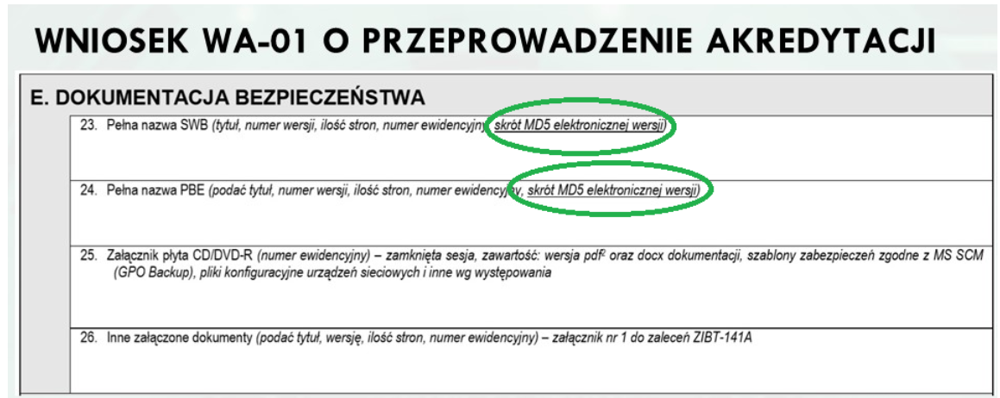 WNIOSEK WA-01 O PRZEPROWADZENIE AKREDYTACJI
E. DOKUMENTACJA BEZPIECZEŃSTWA
23. Pełna nazwa SWB (tytuł, numer wersji, ilość stron, numer ewidencyjny, skrót MD5 elektronicznej wersji)
24. Pełna nazwa PBE (podać tytuł, numer wersji, ilość stron, numer ewidencyjny, skrót MD5 elektronicznej wersji)
25. Załącznik płyta CD/DVD-R (numer ewidencyjny) – zamknięta sesja, zawartość: wersja pdf² oraz docx dokumentacji, szablony zabezpieczeń zgodne z MS SCM
(GPO Backup), pliki konfiguracyjne urządzeń sieciowych i inne wg występowania
26. Inne załączone dokumenty (podać tytuł, wersję, ilość stron, numer ewidencyjny) – załącznik nr 1 do zaleceń ZIBT-141A